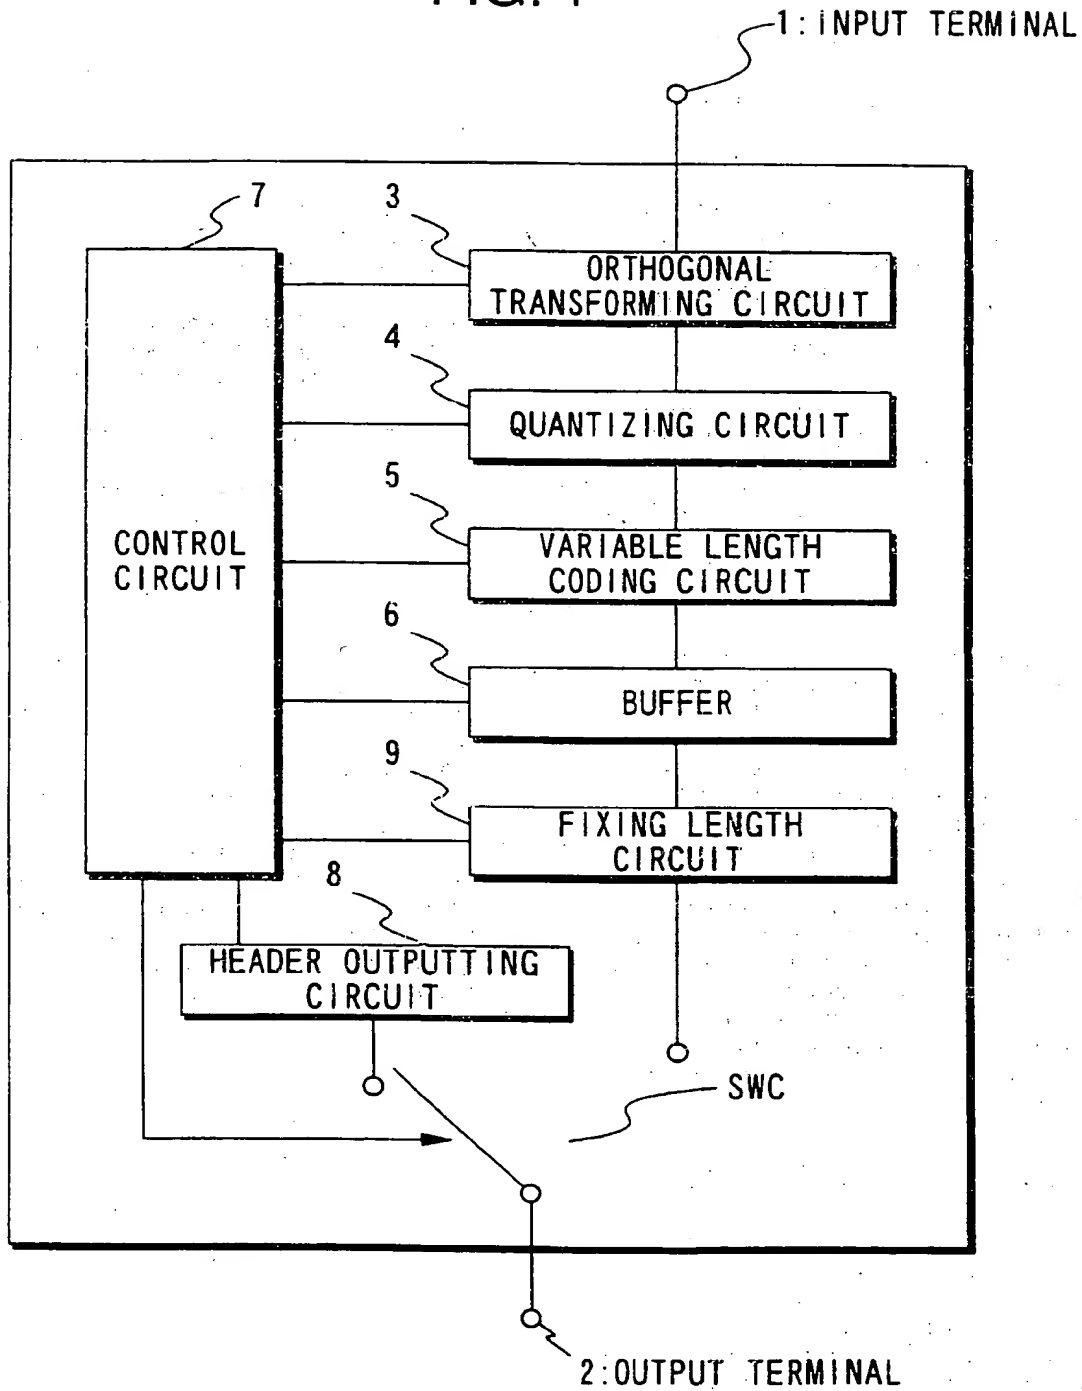 1:INPUT TERMINAL
7
3
ORTHOGONAL
TRANSFORMING CIRCUIT
4
QUANTIZING CIRCUIT
5
VARIABLE LENGTH
CODING CIRCUIT
CONTROL
CIRCUIT
6
BUFFER
9
FIXING LENGTH
CIRCUIT
8
HEADER OUTPUTTING
CIRCUIT
SWC
2:OUTPUT TERMINAL